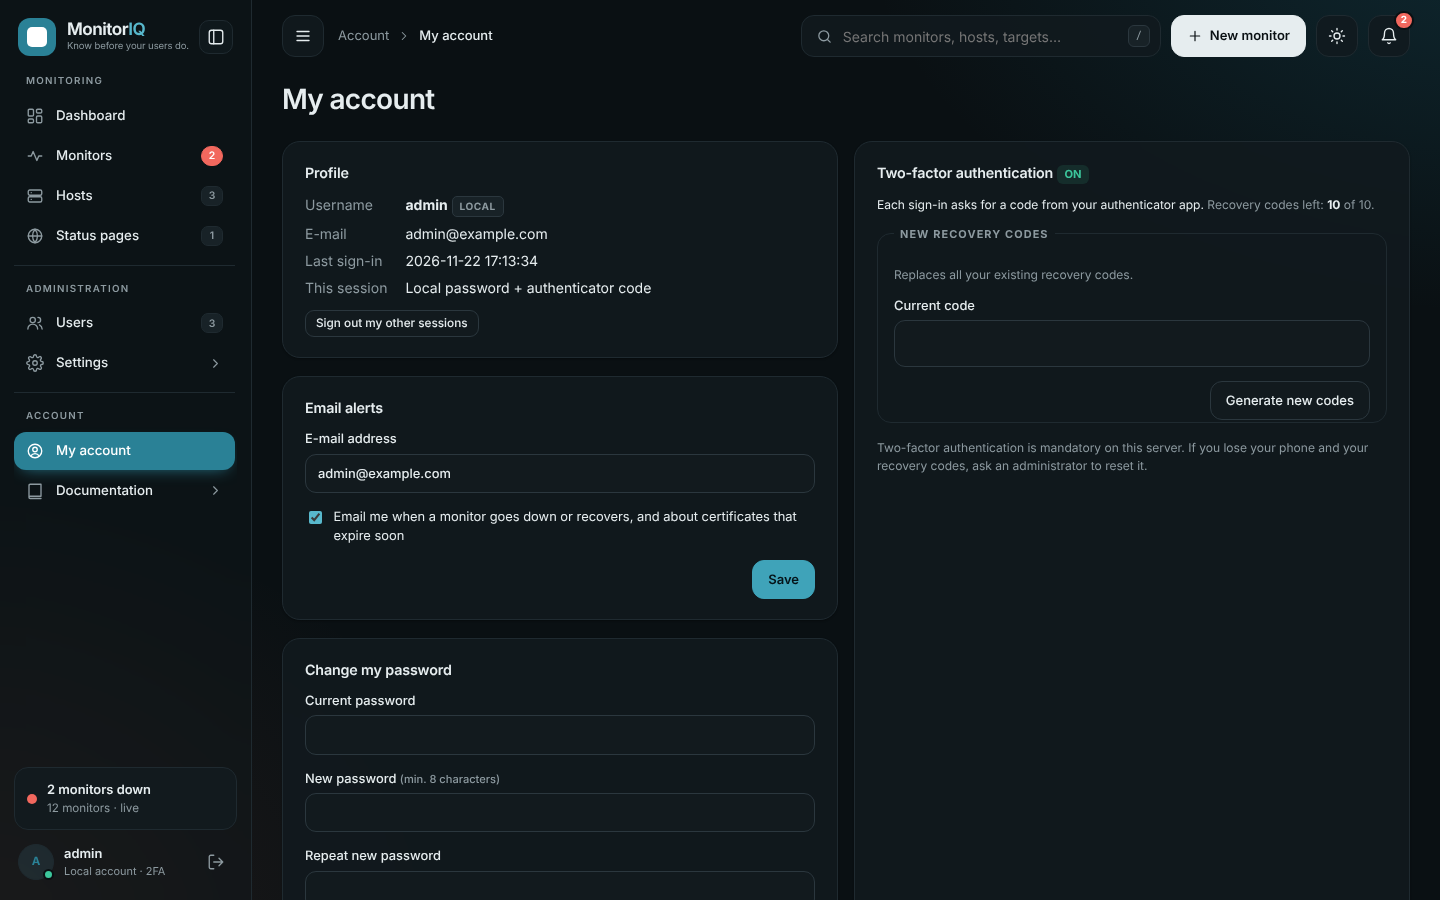 MonitorIQ
Know before your users do.
MONITORING
Dashboard
Monitors 2
Hosts 3
Status pages 1
ADMINISTRATION
Users 3
Settings
ACCOUNT
My account
Documentation
2 monitors down
12 monitors · live
A
admin
Local account · 2FA
Account > My account
Search monitors, hosts, targets... /
New monitor
2
My account
Profile
Username admin LOCAL
E-mail admin@example.com
Last sign-in 2026-11-22 17:13:34
This session Local password + authenticator code
Sign out my other sessions
Email alerts
E-mail address
admin@example.com
Email me when a monitor goes down or recovers, and about certificates that
expire soon
Save
Change my password
Current password
New password (min. 8 characters)
Repeat new password
Two-factor authentication ON
Each sign-in asks for a code from your authenticator app. Recovery codes left: 10 of 10.
NEW RECOVERY CODES
Replaces all your existing recovery codes.
Current code
Generate new codes
Two-factor authentication is mandatory on this server. If you lose your phone and your
recovery codes, ask an administrator to reset it.